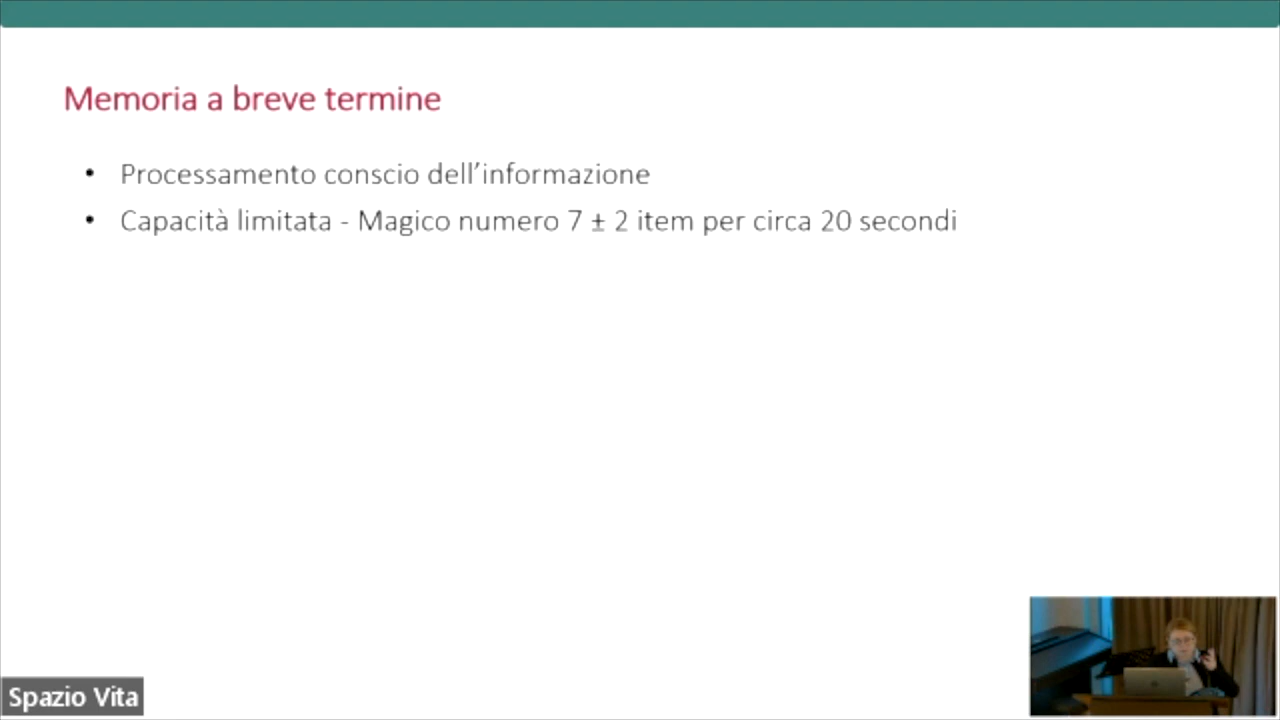 Memoria a breve termine
• Processamento conscio dell’informazione
• Capacità limitata - Magico numero 7 ± 2 item per circa 20 secondi
Spazio Vita